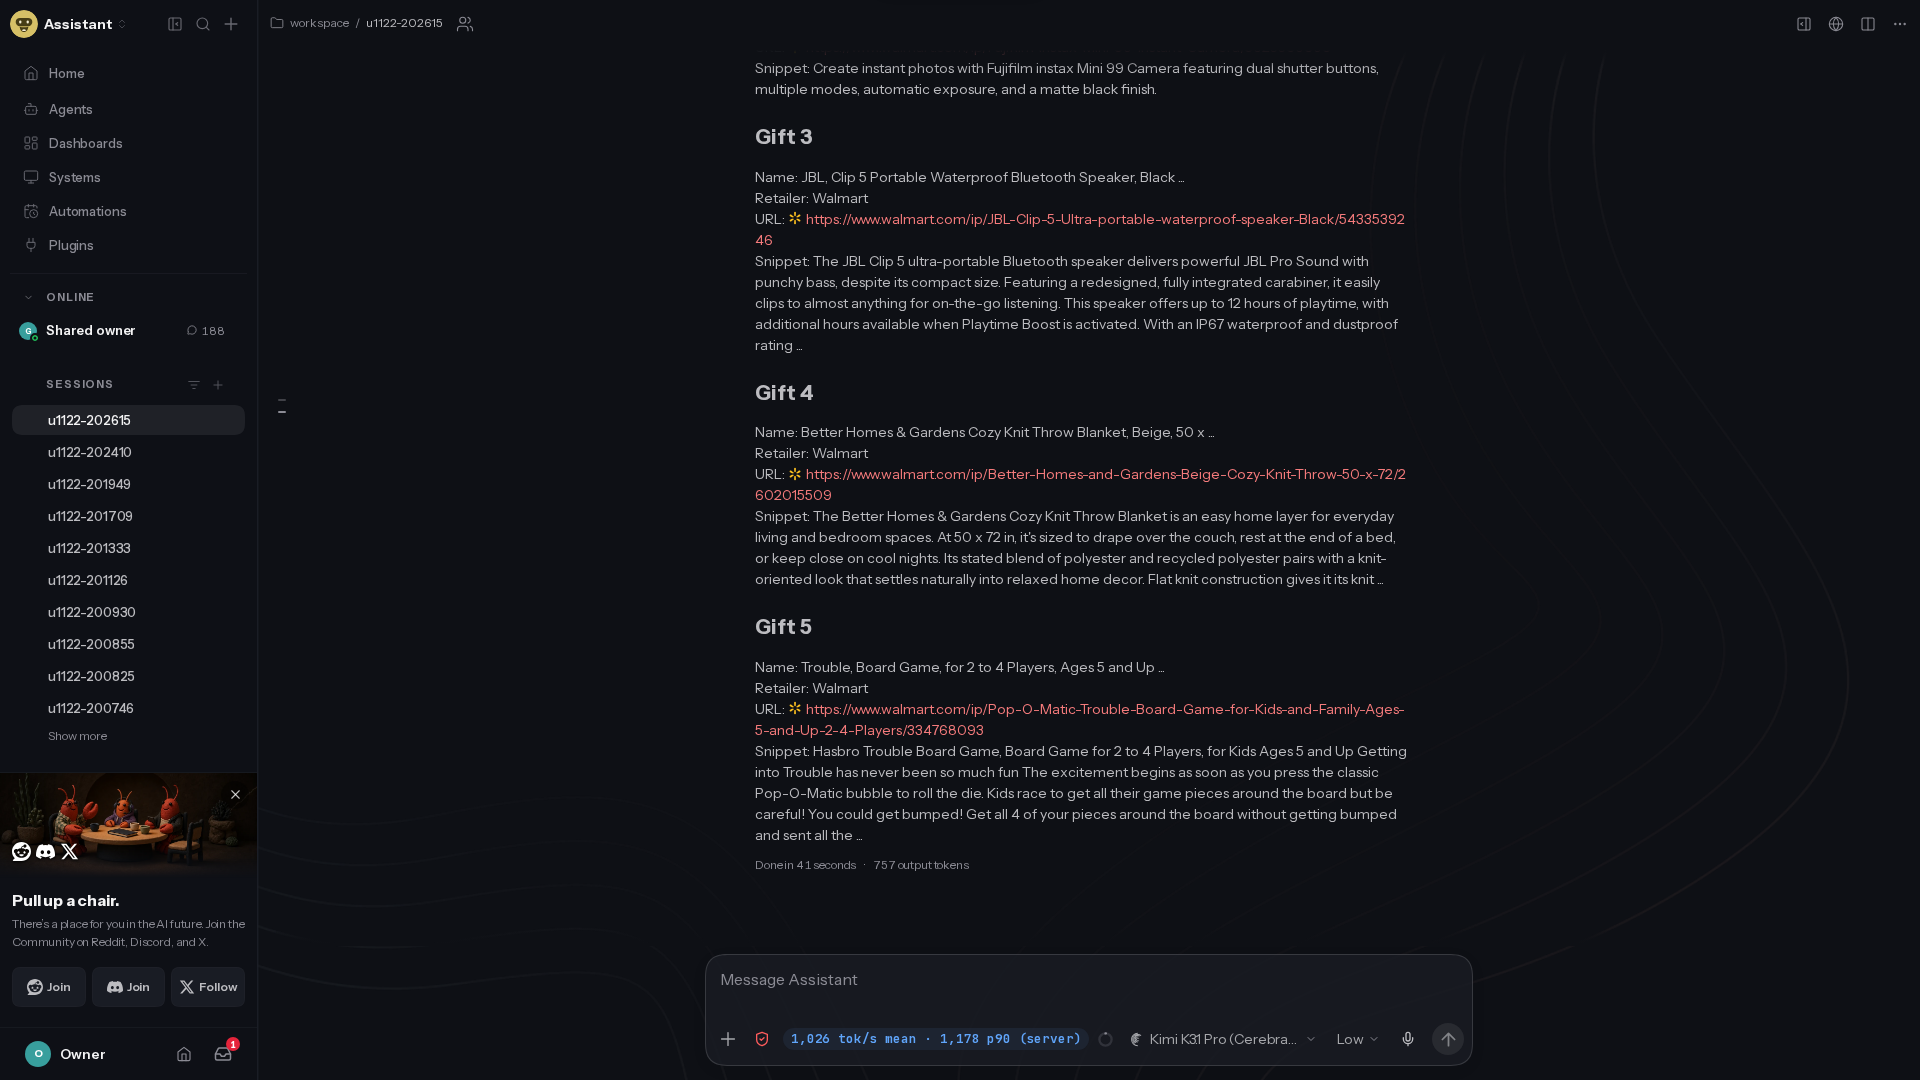 Assistant
Home
Agents
Dashboards
Systems
Automations
Plugins
ONLINE
G
Shared owner
188
SESSIONS
u1122-202615
u1122-202410
u1122-201949
u1122-201709
u1122-201333
u1122-201126
u1122-200930
u1122-200855
u1122-200825
u1122-200746
Show more
Pull up a chair.
There's a place for you in the AI future. Join the
Community on Reddit, Discord, and X.
Join
Join
Follow
O
Owner
1
workspace / u1122-202615
Snippet: Create instant photos with Fujifilm instax Mini 99 Camera featuring dual shutter buttons,
multiple modes, automatic exposure, and a matte black finish.
Gift 3
Name: JBL, Clip 5 Portable Waterproof Bluetooth Speaker, Black ...
Retailer: Walmart
URL: https://www.walmart.com/ip/JBL-Clip-5-Ultra-portable-waterproof-speaker-Black/54335392
46
Snippet: The JBL Clip 5 ultra-portable Bluetooth speaker delivers powerful JBL Pro Sound with
punchy bass, despite its compact size. Featuring a redesigned, fully integrated carabiner, it easily
clips to almost anything for on-the-go listening. This speaker offers up to 12 hours of playtime, with
additional hours available when Playtime Boost is activated. With an IP67 waterproof and dustproof
rating ...
Gift 4
Name: Better Homes & Gardens Cozy Knit Throw Blanket, Beige, 50 x ...
Retailer: Walmart
URL: https://www.walmart.com/ip/Better-Homes-and-Gardens-Beige-Cozy-Knit-Throw-50-x-72/2
602015509
Snippet: The Better Homes & Gardens Cozy Knit Throw Blanket is an easy home layer for everyday
living and bedroom spaces. At 50 x 72 in, it's sized to drape over the couch, rest at the end of a bed,
or keep close on cool nights. Its stated blend of polyester and recycled polyester pairs with a knit-
oriented look that settles naturally into relaxed home decor. Flat knit construction gives it its knit ...
Gift 5
Name: Trouble, Board Game, for 2 to 4 Players, Ages 5 and Up ...
Retailer: Walmart
URL: https://www.walmart.com/ip/Pop-O-Matic-Trouble-Board-Game-for-Kids-and-Family-Ages-
5-and-Up-2-4-Players/334768093
Snippet: Hasbro Trouble Board Game, Board Game for 2 to 4 Players, for Kids Ages 5 and Up Getting
into Trouble has never been so much fun The excitement begins as soon as you press the classic
Pop-O-Matic bubble to roll the die. Kids race to get all their game pieces around the board but be
careful! You could get bumped! Get all 4 of your pieces around the board without getting bumped
and sent all the ...
Done in 41 seconds · 757 output tokens
Message Assistant
1,026 tok/s mean · 1,178 p90 (server)
Kimi K3.1 Pro (Cerebra...
Low